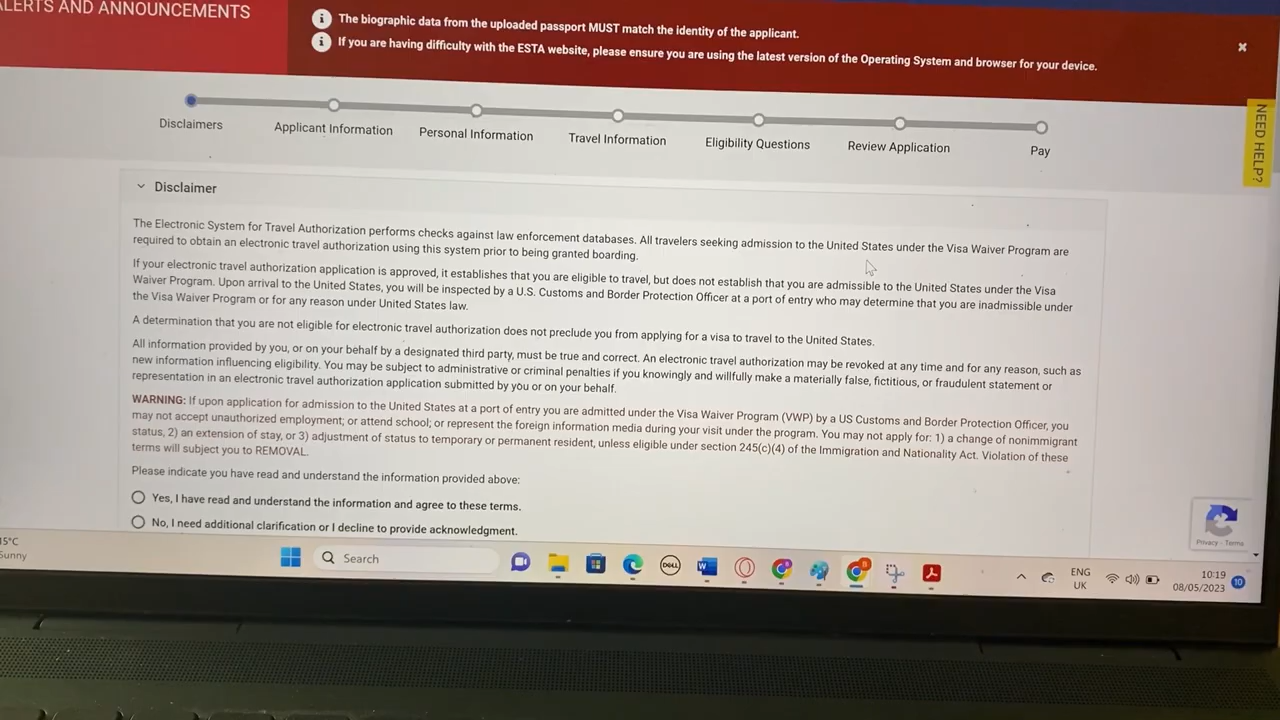 ALERTS AND ANNOUNCEMENTS
The biographic data from the uploaded passport MUST match the identity of the applicant.
If you are having difficulty with the ESTA website, please ensure you are using the latest version of the Operating System and browser for your device.
NEED HELP?
Disclaimers
Applicant Information
Personal Information
Travel Information
Eligibility Questions
Review Application
Pay
Disclaimer
The Electronic System for Travel Authorization performs checks against law enforcement databases. All travelers seeking admission to the United States under the Visa Waiver Program are
required to obtain an electronic travel authorization using this system prior to being granted boarding.
If your electronic travel authorization application is approved, it establishes that you are eligible to travel, but does not establish that you are admissible to the United States under the Visa
Waiver Program. Upon arrival to the United States, you will be inspected by a U.S. Customs and Border Protection Officer at a port of entry who may determine that you are inadmissible under
the Visa Waiver Program or for any reason under United States law.
A determination that you are not eligible for electronic travel authorization does not preclude you from applying for a visa to travel to the United States.
All information provided by you, or on your behalf by a designated third party, must be true and correct. An electronic travel authorization may be revoked at any time and for any reason, such as
new information influencing eligibility. You may be subject to administrative or criminal penalties if you knowingly and willfully make a materially false, fictitious, or fraudulent statement or
representation in an electronic travel authorization application submitted by you or on your behalf.
WARNING: If upon application for admission to the United States at a port of entry you are admitted under the Visa Waiver Program (VWP) by a US Customs and Border Protection Officer, you
may not accept unauthorized employment; or attend school; or represent the foreign information media during your visit under the program. You may not apply for: 1) a change of nonimmigrant
status, 2) an extension of stay, or 3) adjustment of status to temporary or permanent resident, unless eligible under section 245(c)(4) of the Immigration and Nationality Act. Violation of these
terms will subject you to REMOVAL.
Please indicate you have read and understand the information provided above:
Yes, I have read and understand the information and agree to these terms.
No, I need additional clarification or I decline to provide acknowledgment.
Privacy - Terms
15°C
Sunny
Search
DELL
W
ENG
UK
10:19
08/05/2023
10